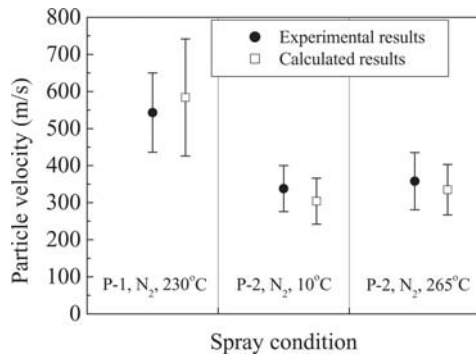 800
700
600
500
400
300
200
100
0
Particle velocity (m/s)
Experimental results
Calculated results
P-1, N₂, 230°C
P-2, N₂, 10°C
P-2, N₂, 265°C
Spray condition